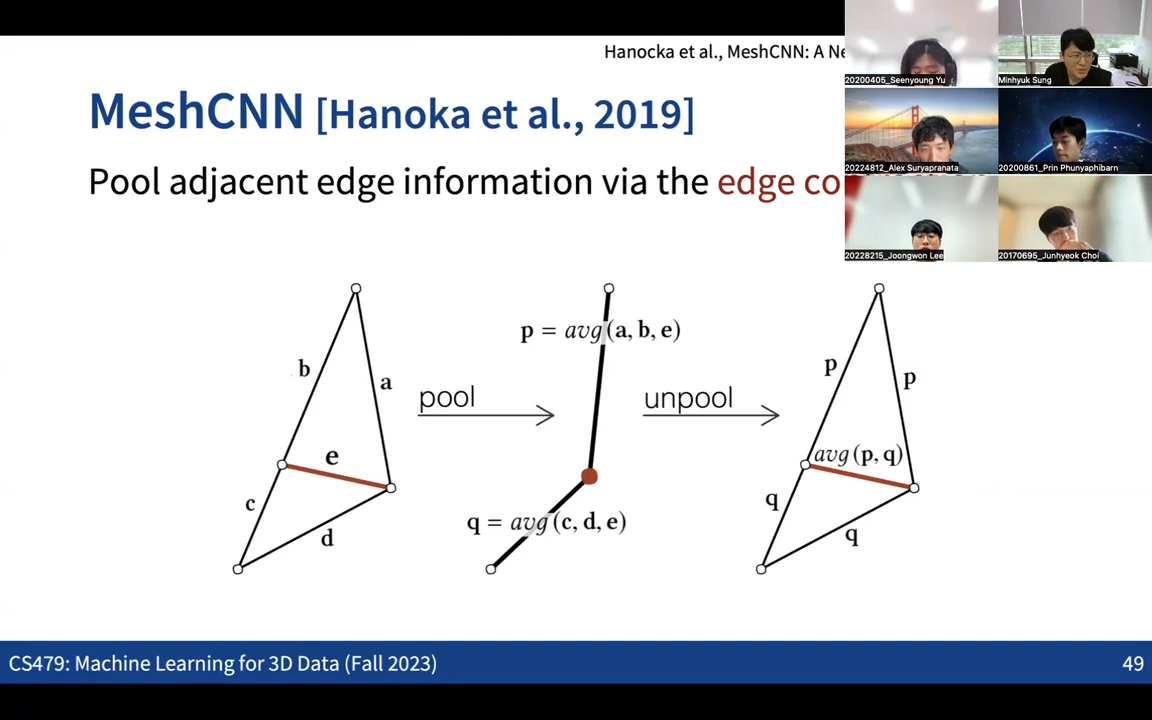 Hanocka et al., MeshCNN: A Ne
MeshCNN [Hanoka et al., 2019]
Pool adjacent edge information via the edge co
20200405_Seenyoung Yu
Minhyuk Sung
20224812_Alex Suryapranata
20200861_Prin Phunyaphibarn
20228215_Joongwon Lee
20170695_Junhyeok Choi
b
a
e
c
d
pool
p = avg(a, b, e)
q = avg(c, d, e)
unpool
p
p
avg(p, q)
q
q
CS479: Machine Learning for 3D Data (Fall 2023)
49